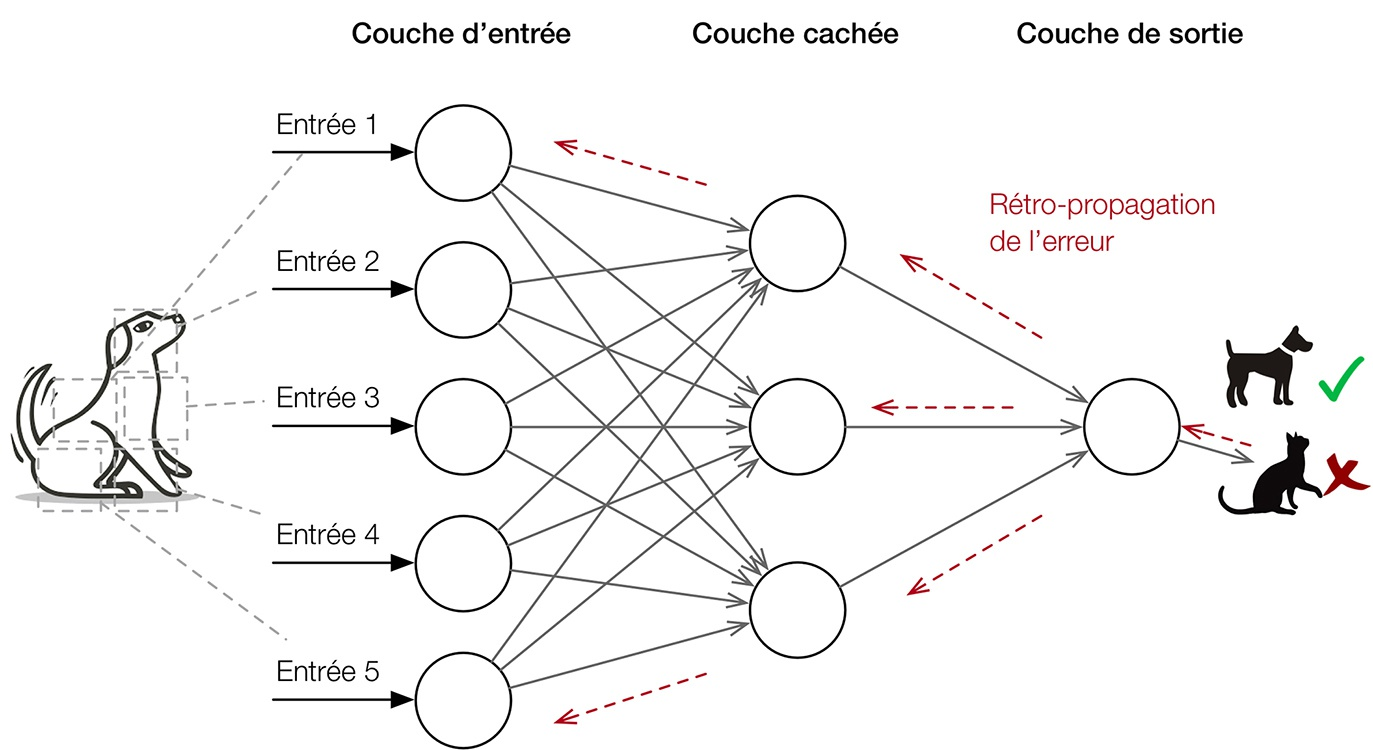 Couche d’entrée
Couche cachée
Couche de sortie
Entrée 1
Entrée 2
Entrée 3
Entrée 4
Entrée 5
Rétro-propagation
de l’erreur